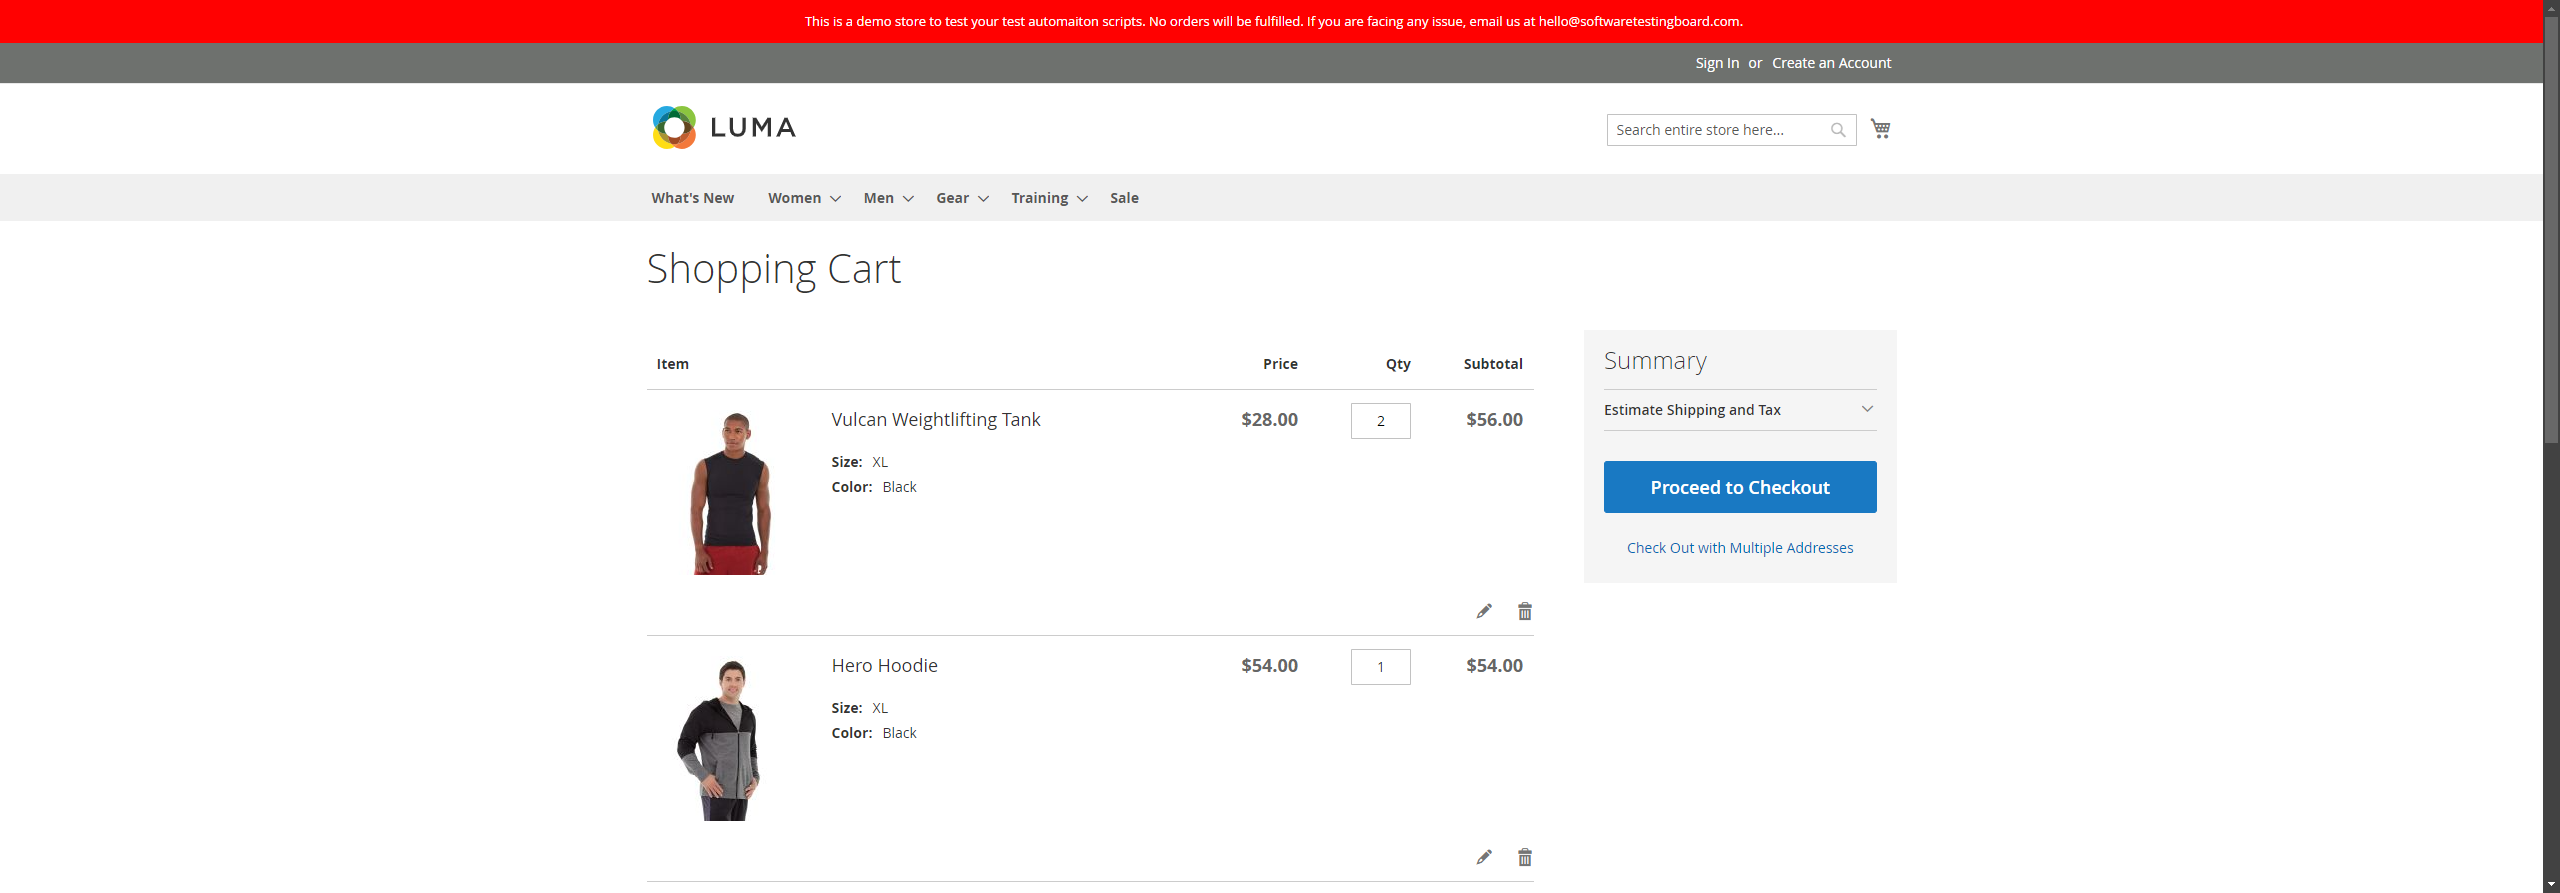 This is a demo store to test your test automaiton scripts. No orders will be fulfilled. If you are facing any issue, email us at hello@softwaretestingboard.com.
Sign In or Create an Account
LUMA
Search entire store here...
What's New Women Men Gear Training Sale
Shopping Cart
Item Price Qty Subtotal
Vulcan Weightlifting Tank $28.00 2 $56.00
Size: XL
Color: Black
Hero Hoodie $54.00 1 $54.00
Size: XL
Color: Black
Summary
Estimate Shipping and Tax
Proceed to Checkout
Check Out with Multiple Addresses